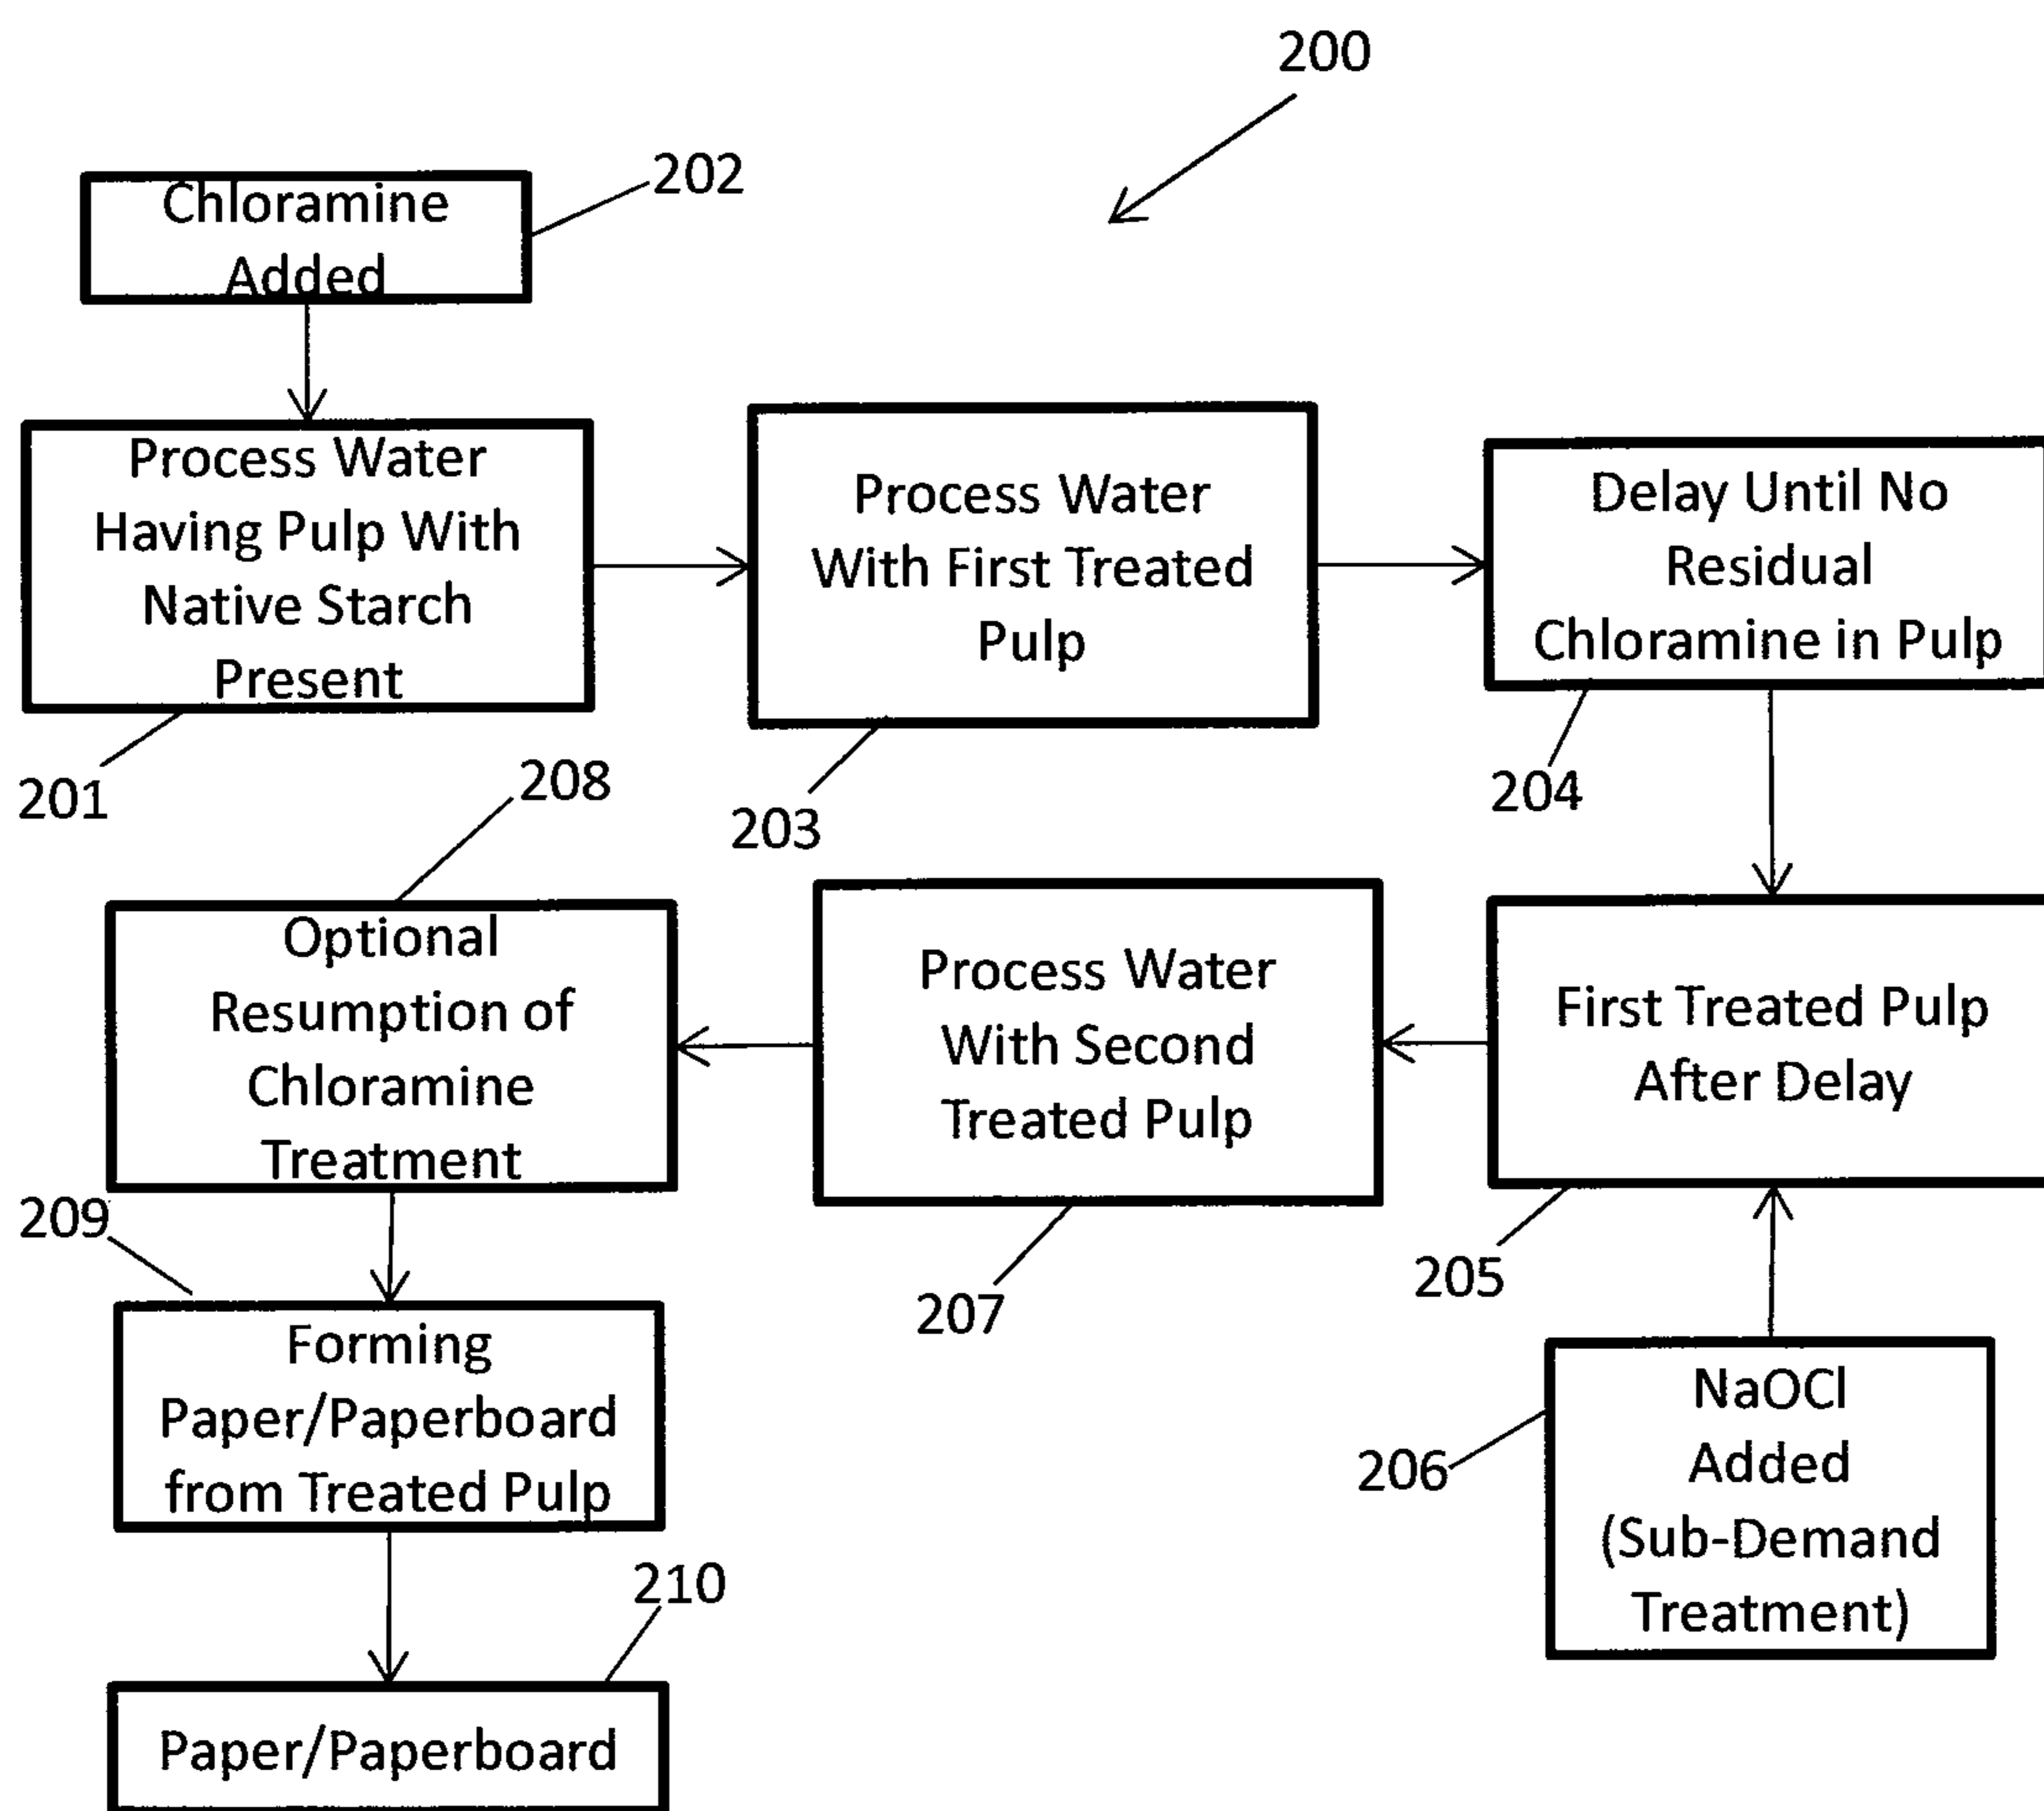 200
202
Chloramine
Added
Process Water
Having Pulp With
Native Starch
Present
201
Process Water
With First Treated
Pulp
203
Delay Until No
Residual
Chloramine in Pulp
204
208
Optional
Resumption of
Chloramine
Treatment
Process Water
With Second
Treated Pulp
207
First Treated Pulp
After Delay
205
209
Forming
Paper/Paperboard
from Treated Pulp
206
NaOCl
Added
(Sub-Demand
Treatment)
210
Paper/Paperboard